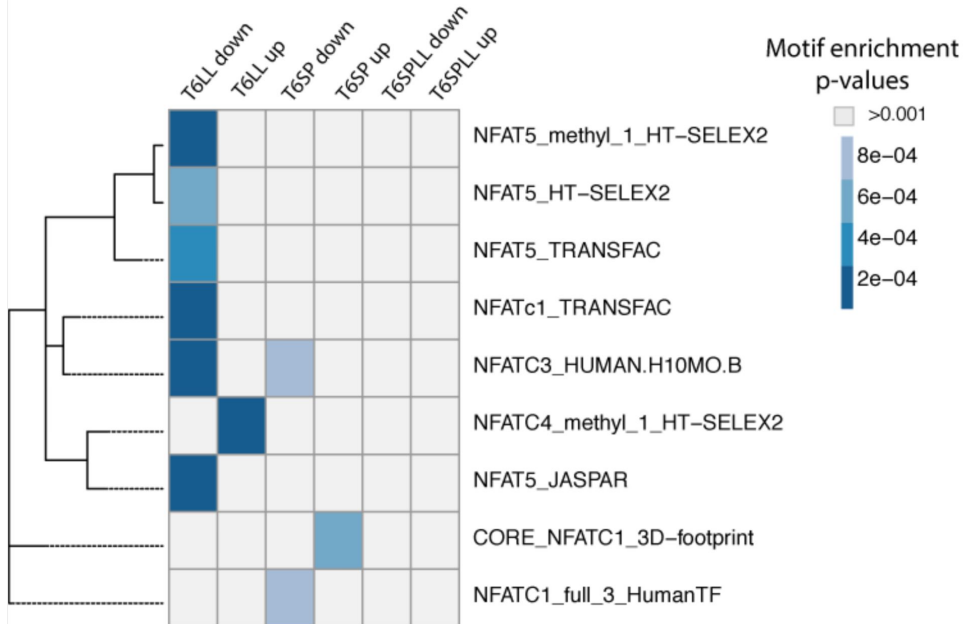 T6LL down
T6LL up
T6SP down
T6SP up
T6SPLL down
T6SPLL up
Motif enrichment
p-values
>0.001
8e−04
6e−04
4e−04
2e−04
NFAT5_methyl_1_HT−SELEX2
NFAT5_HT−SELEX2
NFAT5_TRANSFAC
NFATc1_TRANSFAC
NFATC3_HUMAN.H10MO.B
NFATC4_methyl_1_HT−SELEX2
NFAT5_JASPAR
CORE_NFATC1_3D−footprint
NFATC1_full_3_HumanTF